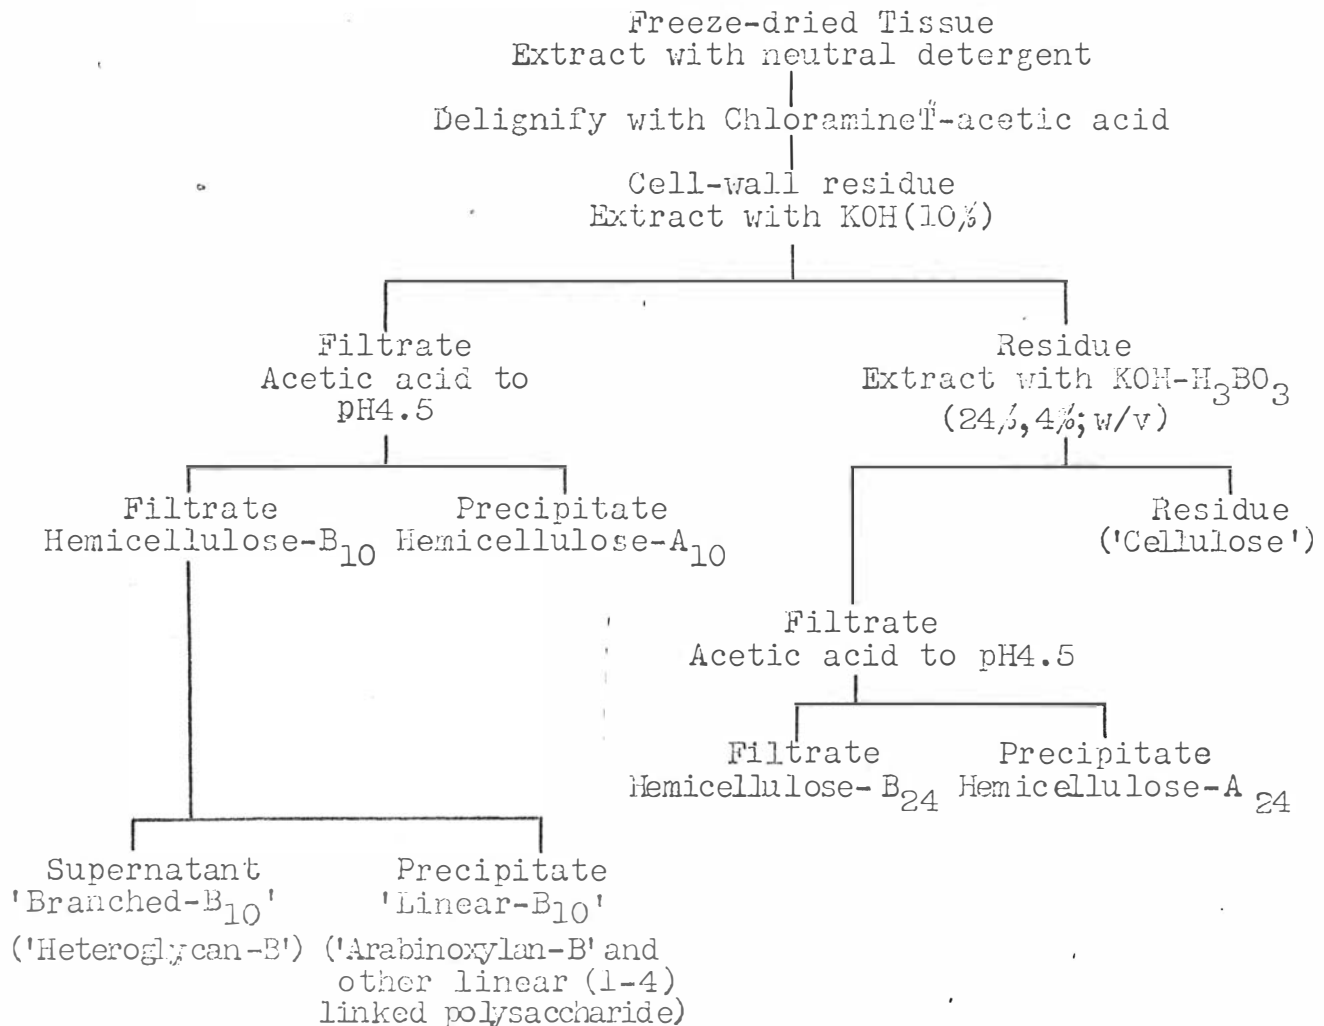 Freeze-dried Tissue
Extract with neutral detergent
Delignify with Chloramine T-acetic acid
Cell-wall residue
Extract with KOH(10%)
Filtrate
Acetic acid to
pH4.5
Residue
Extract with KOH-H₃BO₃
(24%,4%;w/v)
Filtrate
Hemicellulose-B₁₀
Precipitate
Hemicellulose-A₁₀
Residue
('Cellulose')
Filtrate
Acetic acid to pH4.5
Filtrate
Hemicellulose-B₂₄
Precipitate
Hemicellulose-A₂₄
Supernatant
'Branched-B₁₀'
('Heteroglycan-B')
Precipitate
'Linear-B₁₀'
('Arabinoxylan-B' and
other linear (1-4)
linked polysaccharide)